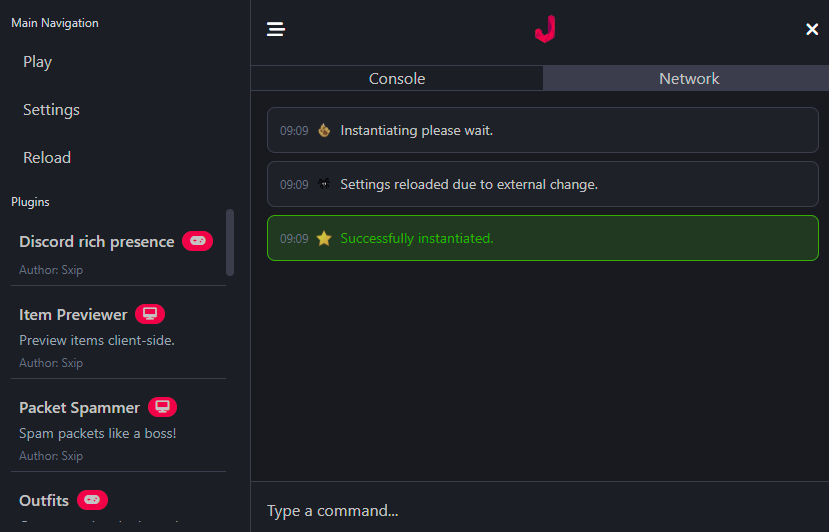 Main Navigation
Play
Settings
Reload
Plugins
Discord rich presence
Author: Sxip
Item Previewer
Preview items client-side.
Author: Sxip
Packet Spammer
Spam packets like a boss!
Author: Sxip
Outfits
Console
Network
09:09 Instantiating please wait.
09:09 Settings reloaded due to external change.
09:09 Successfully instantiated.
Type a command...